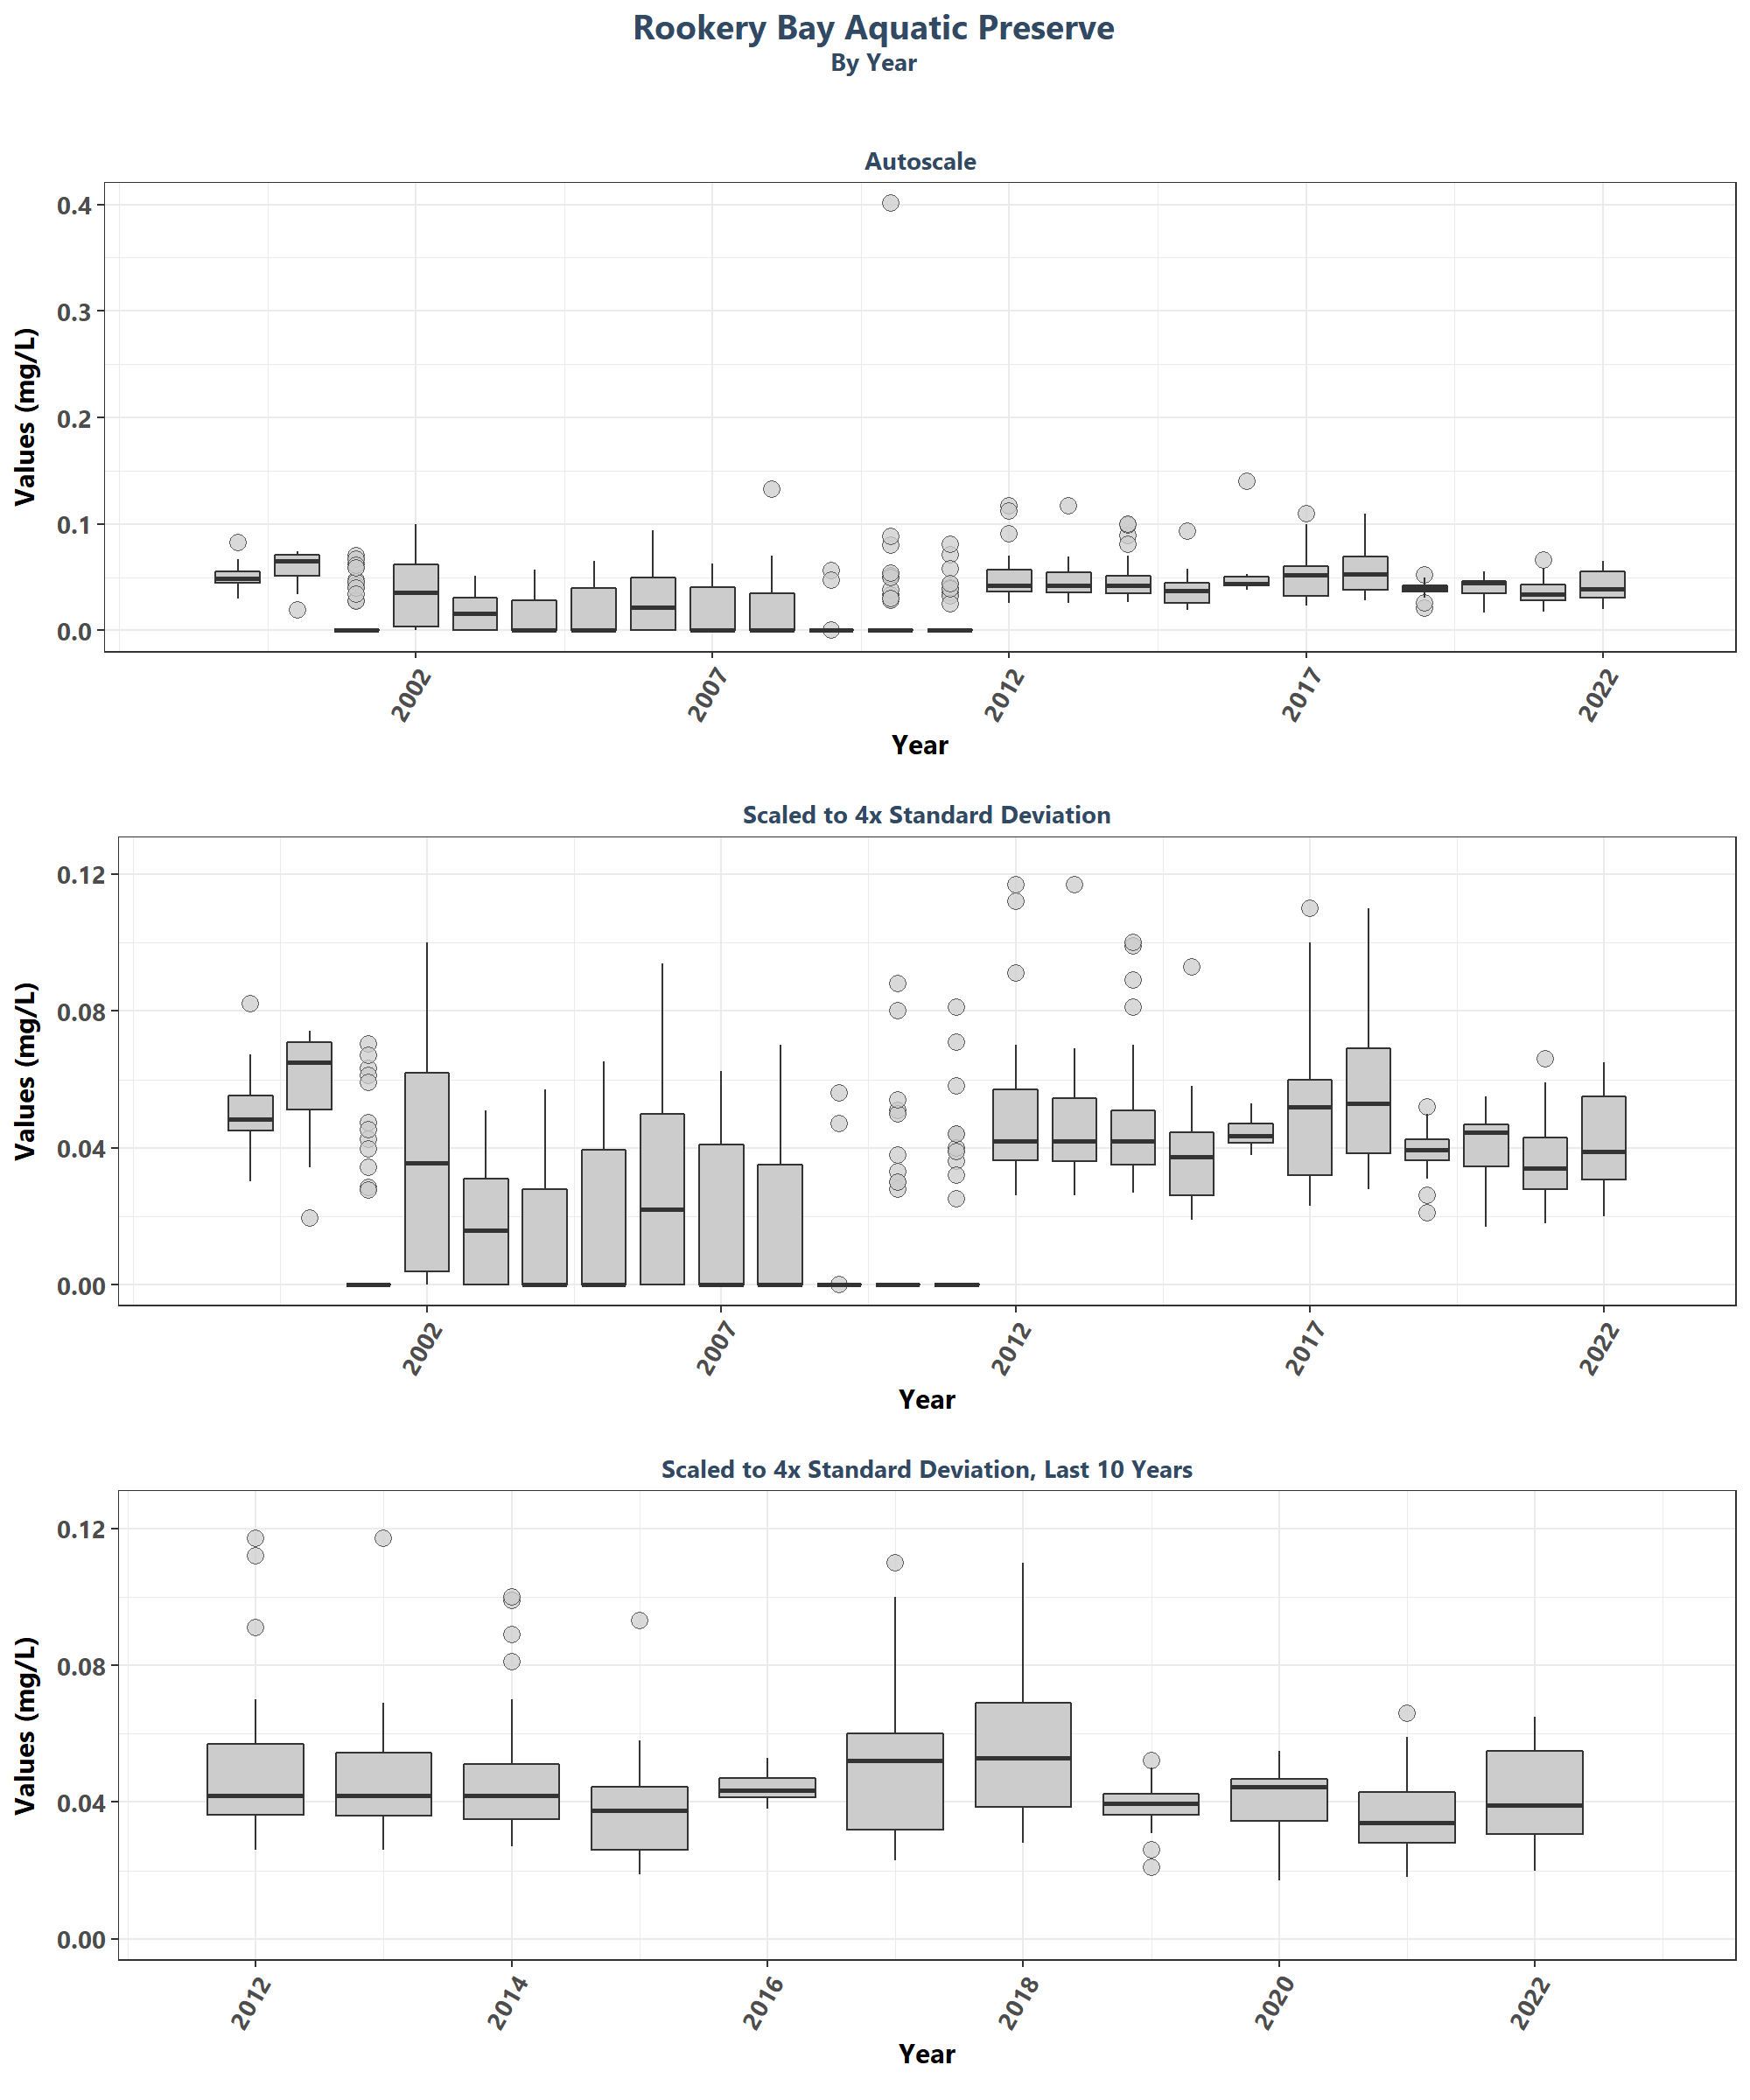 Rookery Bay Aquatic Preserve
By Year
Autoscale
Values (mg/L)
0.4
0.3
0.2
0.1
0.0
2002 2007 2012 2017 2022
Year
Scaled to 4x Standard Deviation
Values (mg/L)
0.12
0.08
0.04
0.00
2002 2007 2012 2017 2022
Year
Scaled to 4x Standard Deviation, Last 10 Years
Values (mg/L)
0.12
0.08
0.04
0.00
2012 2014 2016 2018 2020 2022
Year